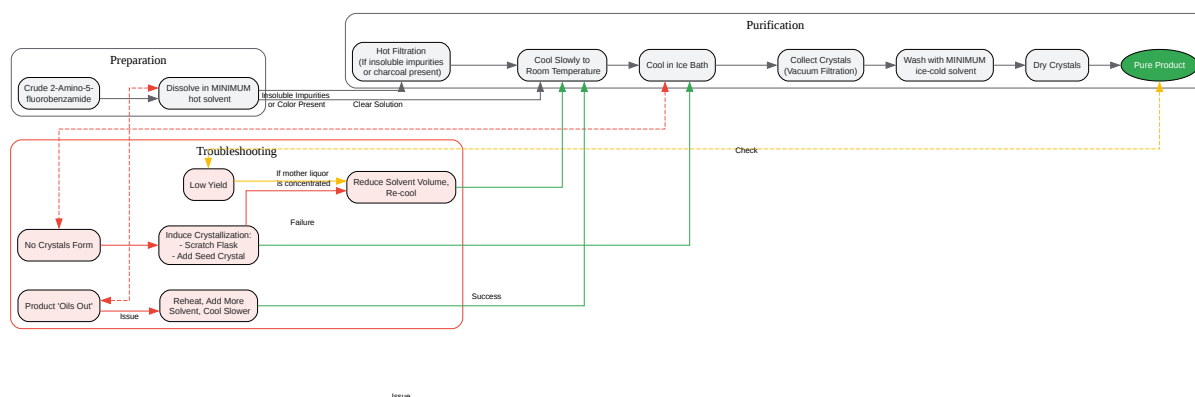 Purification
Preparation
Hot Filtration
(If insoluble impurities
or charcoal present)
Cool Slowly to
Room Temperature
Cool in Ice Bath
Collect Crystals
(Vacuum Filtration)
Wash with MINIMUM
ice-cold solvent
Dry Crystals
Pure Product
Crude 2-Amino-5-
fluorobenzamide
Dissolve in MINIMUM
hot solvent
Insoluble Impurities
or Color Present
Clear Solution
Troubleshooting
Check
Low Yield
If mother liquor
is concentrated
Reduce Solvent Volume,
Re-cool
Failure
No Crystals Form
Induce Crystallization:
- Scratch Flask
- Add Seed Crystal
Product 'Oils Out'
Issue
Reheat, Add More
Solvent, Cool Slower
Success
Issue